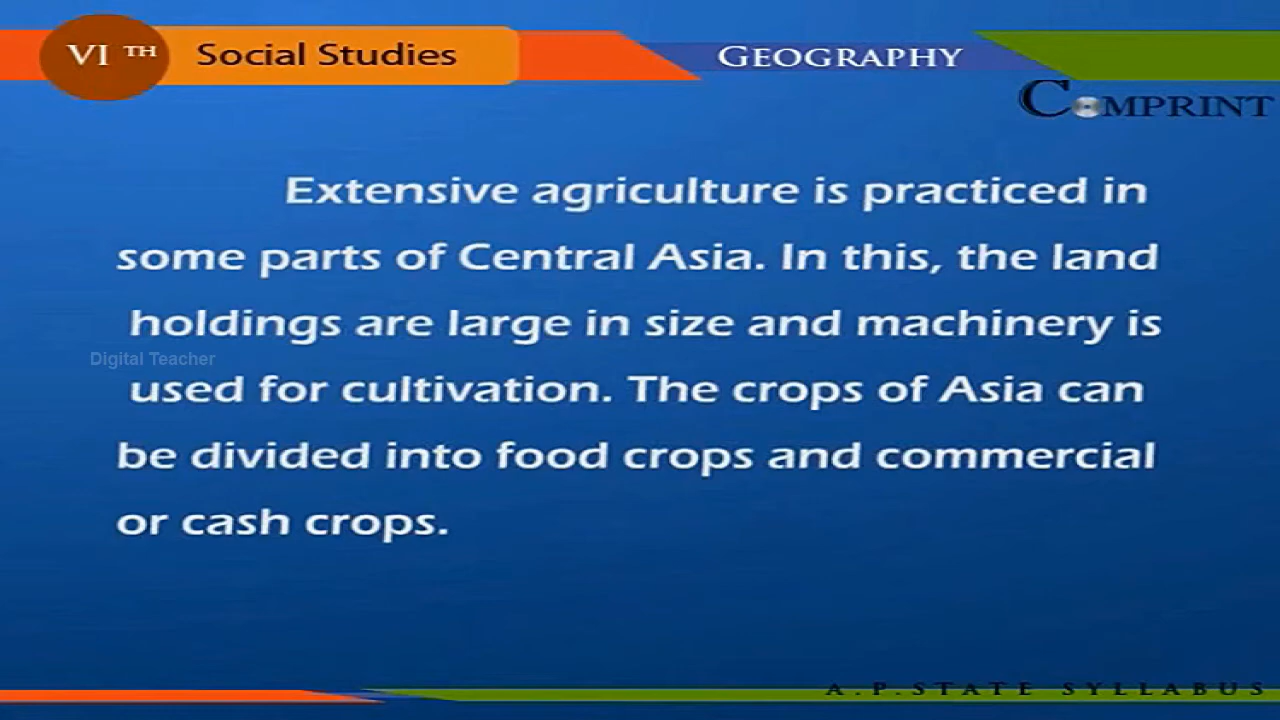 VI TH Social Studies GEOGRAPHY
COMPRINT
Extensive agriculture is practiced in
some parts of Central Asia. In this, the land
holdings are large in size and machinery is
Digital Teacher
used for cultivation. The crops of Asia can
be divided into food crops and commercial
or cash crops.
A.P.STATE SYLLABUS